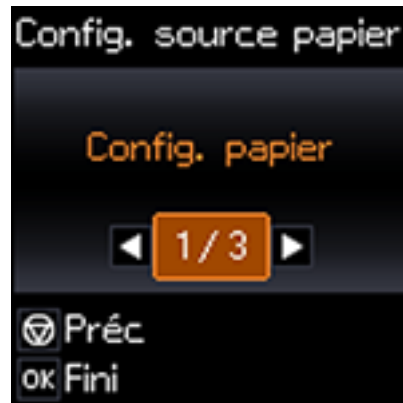 Config. source papier
Config. papier
1/3
Préc
OK Fini